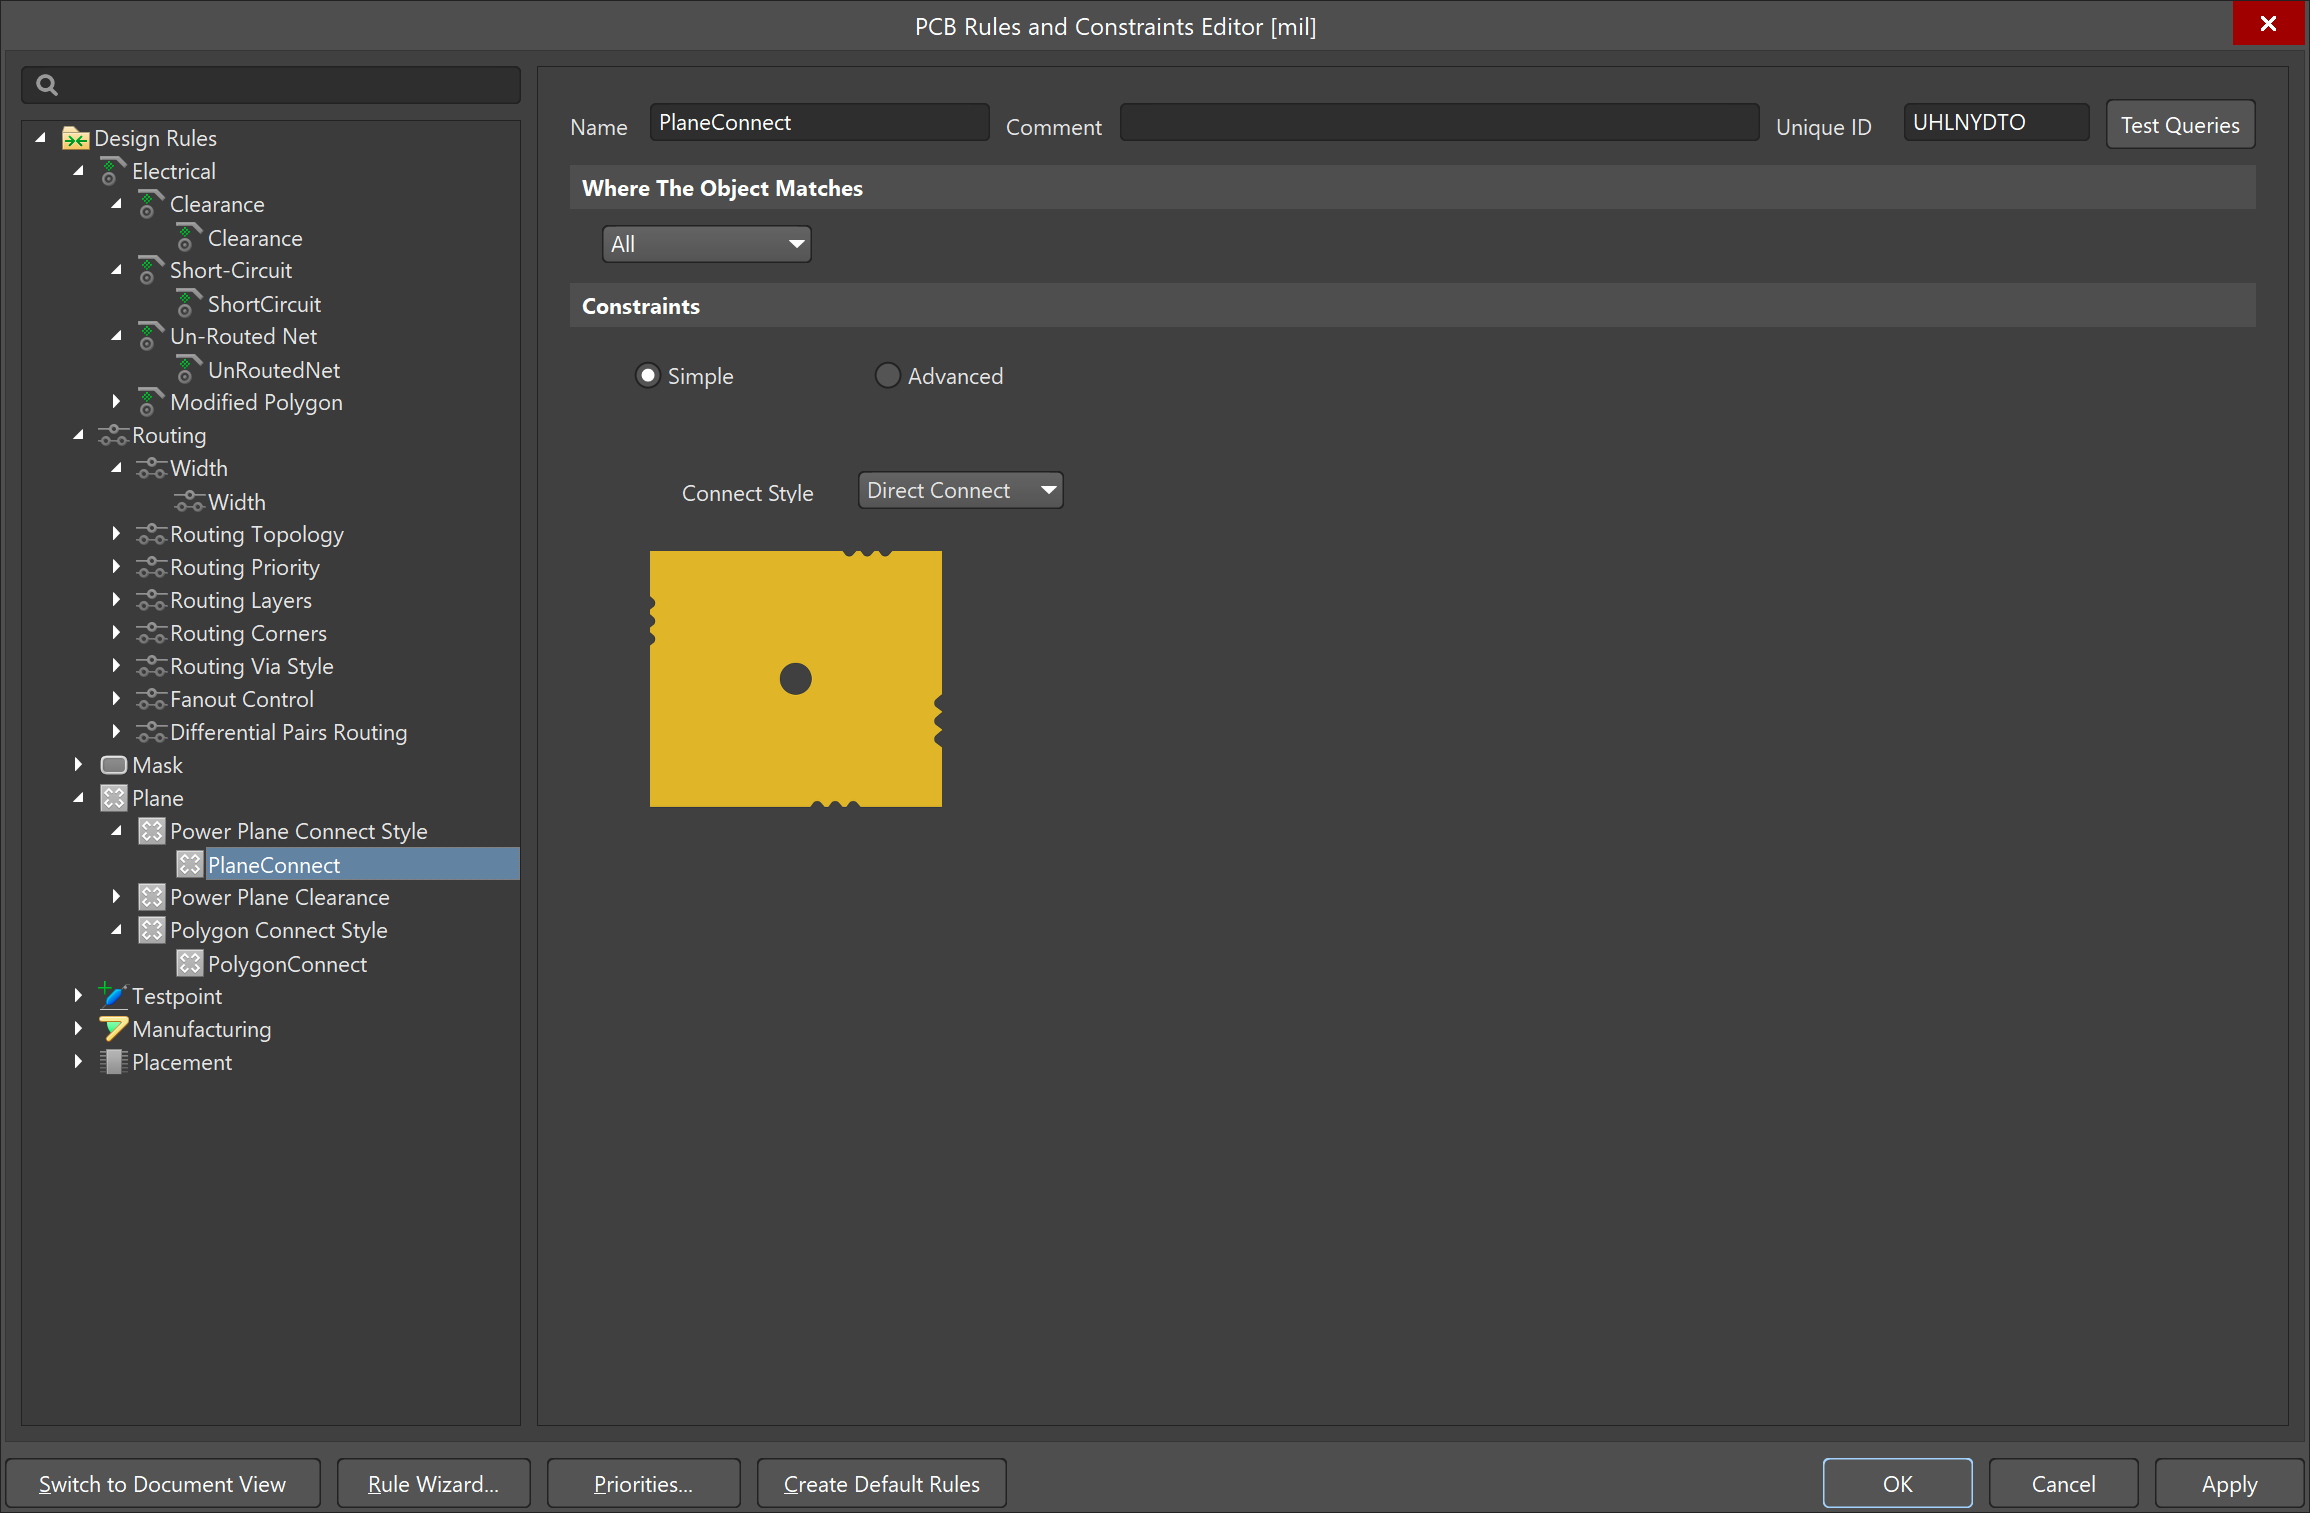 PCB Rules and Constraints Editor [mil]
Design Rules
Electrical
Clearance
Clearance
Short-Circuit
ShortCircuit
Un-Routed Net
UnRoutedNet
Modified Polygon
Routing
Width
Width
Routing Topology
Routing Priority
Routing Layers
Routing Corners
Routing Via Style
Fanout Control
Differential Pairs Routing
Mask
Plane
Power Plane Connect Style
PlaneConnect
Power Plane Clearance
Polygon Connect Style
PolygonConnect
Testpoint
Manufacturing
Placement
Name PlaneConnect Comment Unique ID UHLNYDTO Test Queries
Where The Object Matches
All
Constraints
Simple Advanced
Connect Style Direct Connect
Switch to Document View Rule Wizard... Priorities... Create Default Rules OK Cancel Apply